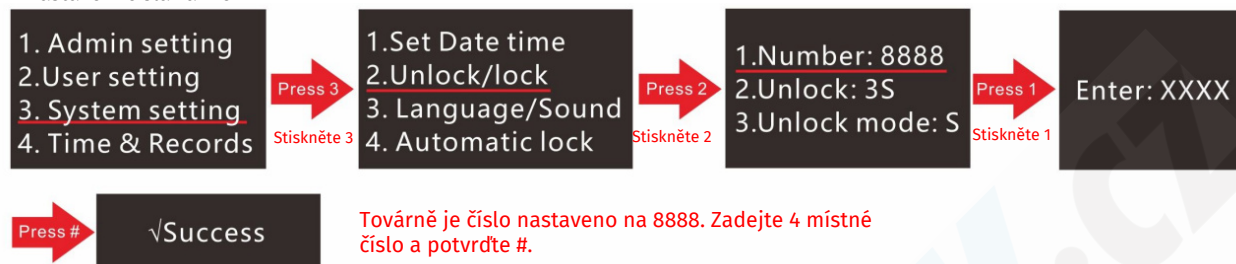 1. Admin setting
2.User setting
3. System setting
4. Time & Records
Press 3
Stiskněte 3
1.Set Date time
2.Unlock/lock
3. Language/Sound
4. Automatic lock
Press 2
Stiskněte 2
1.Number: 8888
2.Unlock: 3S
3.Unlock mode: S
Press 1
Stiskněte 1
Enter: XXXX
Press #
√Success
Továrně je číslo nastaveno na 8888. Zadejte 4 místné
číslo a potvrďte #.
.cz